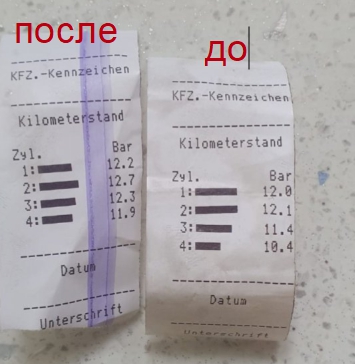 после
KFZ.-Kennzeichen
Kilometerstand
Zyl. Bar
1: 12.2
2: 12.7
3: 12.3
4: 11.9
Datum
Unterschrift
до
KFZ.-Kennzeichen
Kilometerstand
Zyl. Bar
1: 12.0
2: 12.1
3: 11.4
4: 10.4
Datum
Unterschrift